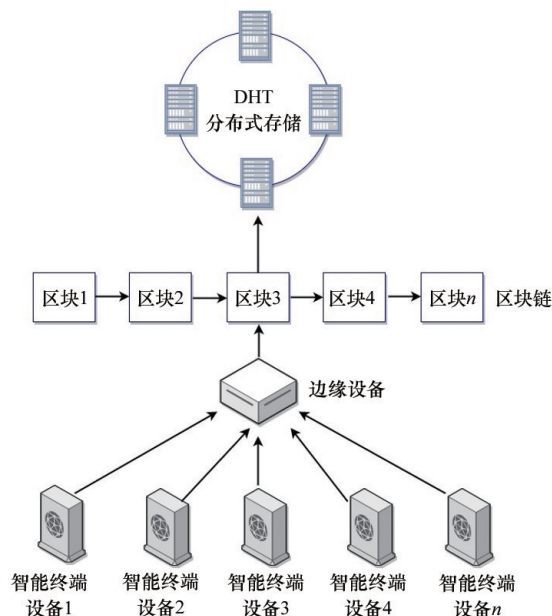 DHT
分布式存储
区块1
区块2
区块3
区块4
区块n
区块链
边缘设备
智能终端
设备1
智能终端
设备2
智能终端
设备3
智能终端
设备4
智能终端
设备n